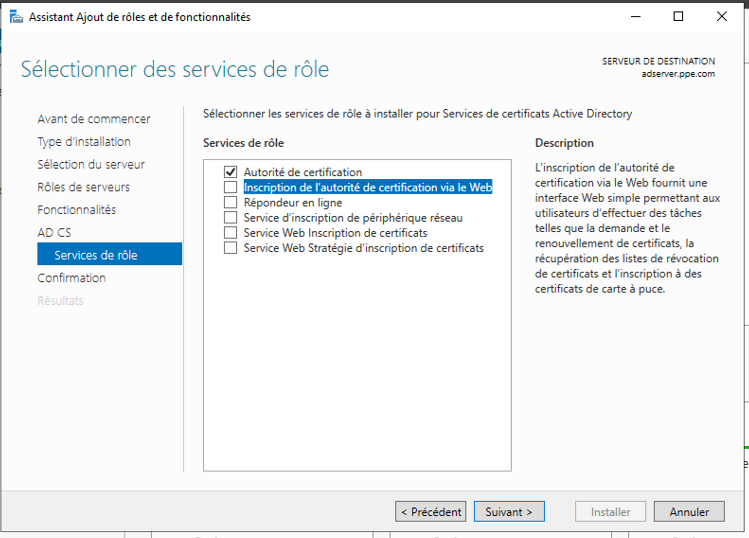 Assistant Ajout de rôles et de fonctionnalités
Sélectionner des services de rôle
SERVEUR DE DESTINATION
adserver.ppe.com
Avant de commencer
Type d'installation
Sélection du serveur
Rôles de serveurs
Fonctionnalités
AD CS
Services de rôle
Confirmation
Résultats
Sélectionner les services de rôle à installer pour Services de certificats Active Directory
Services de rôle
Autorité de certification
Inscription de l'autorité de certification via le Web
Répondeur en ligne
Service d'inscription de périphérique réseau
Service Web Inscription de certificats
Service Web Stratégie d'inscription de certificats
Description
L'inscription de l'autorité de
certification via le Web fournit une
interface Web simple permettant aux
utilisateurs d'effectuer des tâches
telles que la demande et le
renouvellement de certificats, la
récupération des listes de révocation
de certificats et l'inscription à des
certificats de carte à puce.
< Précédent
Suivant >
Installer
Annuler